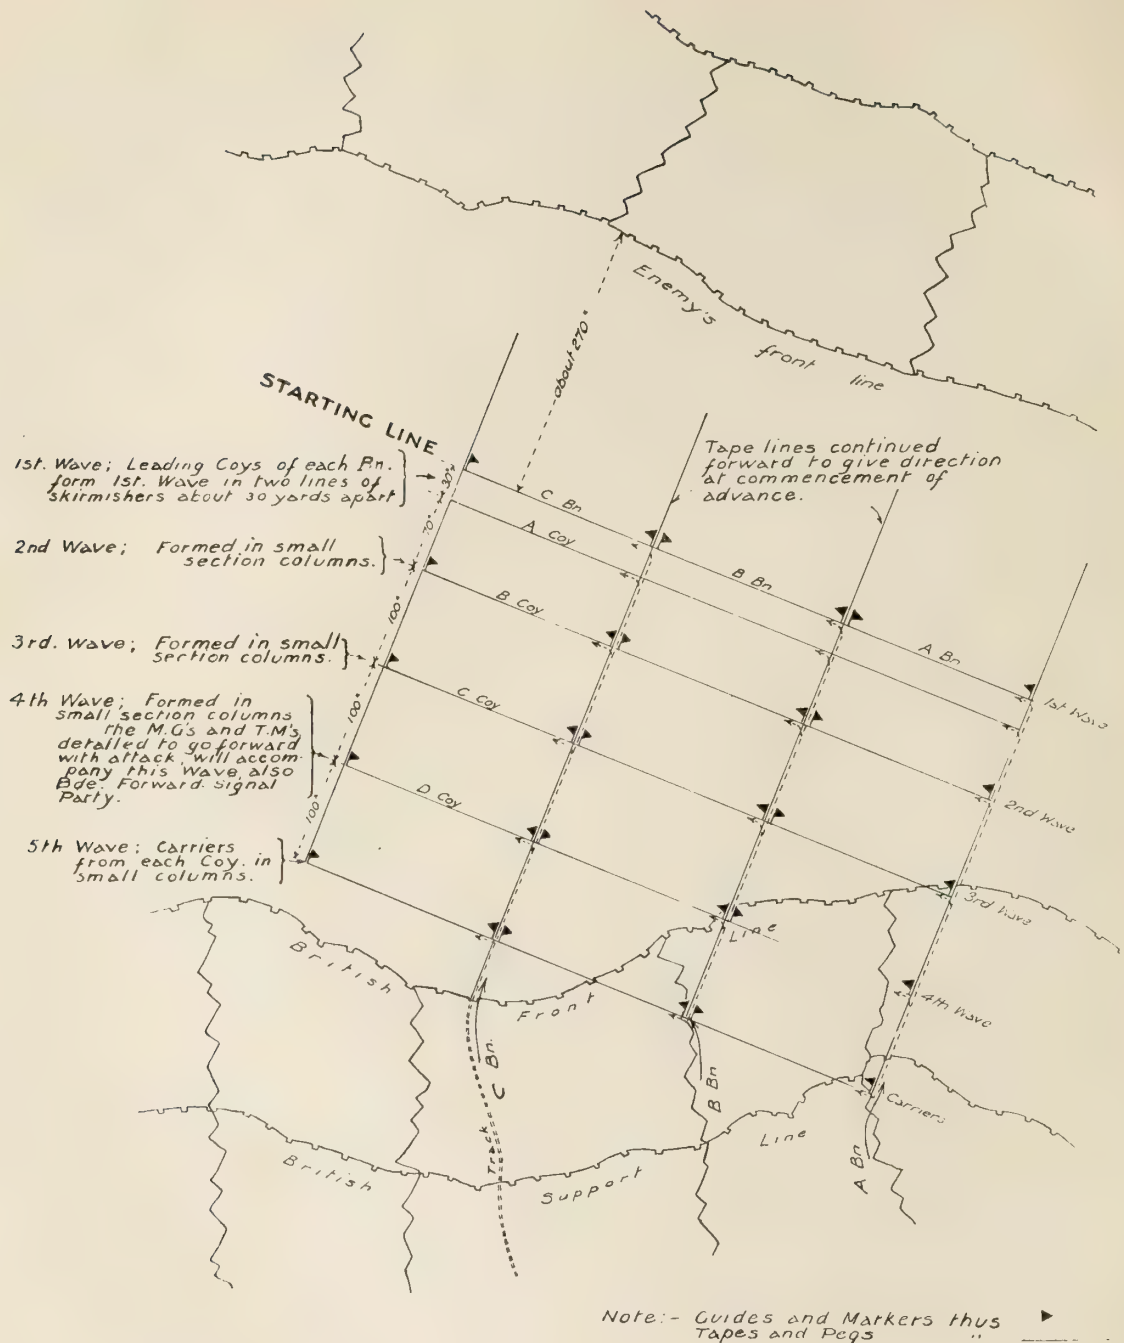 Enemy's
front line
about 270ˣ
STARTING LINE
1st. Wave; Leading Coys of each Bn.
form 1st. Wave in two lines of
skirmishers about 30 yards apart
2nd Wave; Formed in small
section columns.
3rd. Wave; Formed in small
section columns.
4th Wave; Formed in
small section columns
the M.G's and T.M's
detailed to go forward
with attack, will accom-
pany this Wave, also
Bde. Forward Signal
Party.
5th Wave; Carriers
from each Coy. in
small columns.
30ˣ
70ˣ
100ˣ
100ˣ
100ˣ
Tape lines continued
forward to give direction
at commencement of
advance.
C Bn
B Bn
A Bn
A Coy
B Coy
C Coy
D Coy
1st Wave
2nd Wave
3rd Wave
4th Wave
Carriers
British Front Line
C Bn.
Track
B Bn
A Bn
British Support Line
Note:- Guides and Markers thus
Tapes and Pegs "